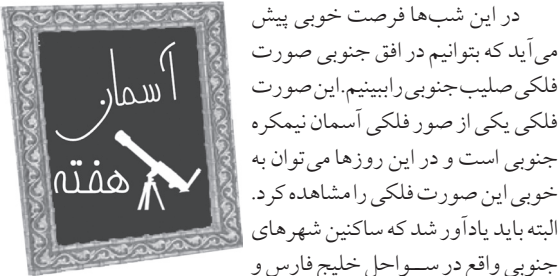 در این شب‌ها فرصت خوبی پیش
می‌آید که بتوانیم در افق جنوبی صورت
فلکی صلیب جنوبی را ببینیم. این صورت
فلکی یکی از صور فلکی آسمان نیمکره
جنوبی است و در این روزها می‌توان به
خوبی این صورت فلکی را مشاهده کرد.
البته باید یادآور شد که ساکنین شهرهای
جنوبی واقع در سـواحل خلیج فارس و
آسمان
هفته